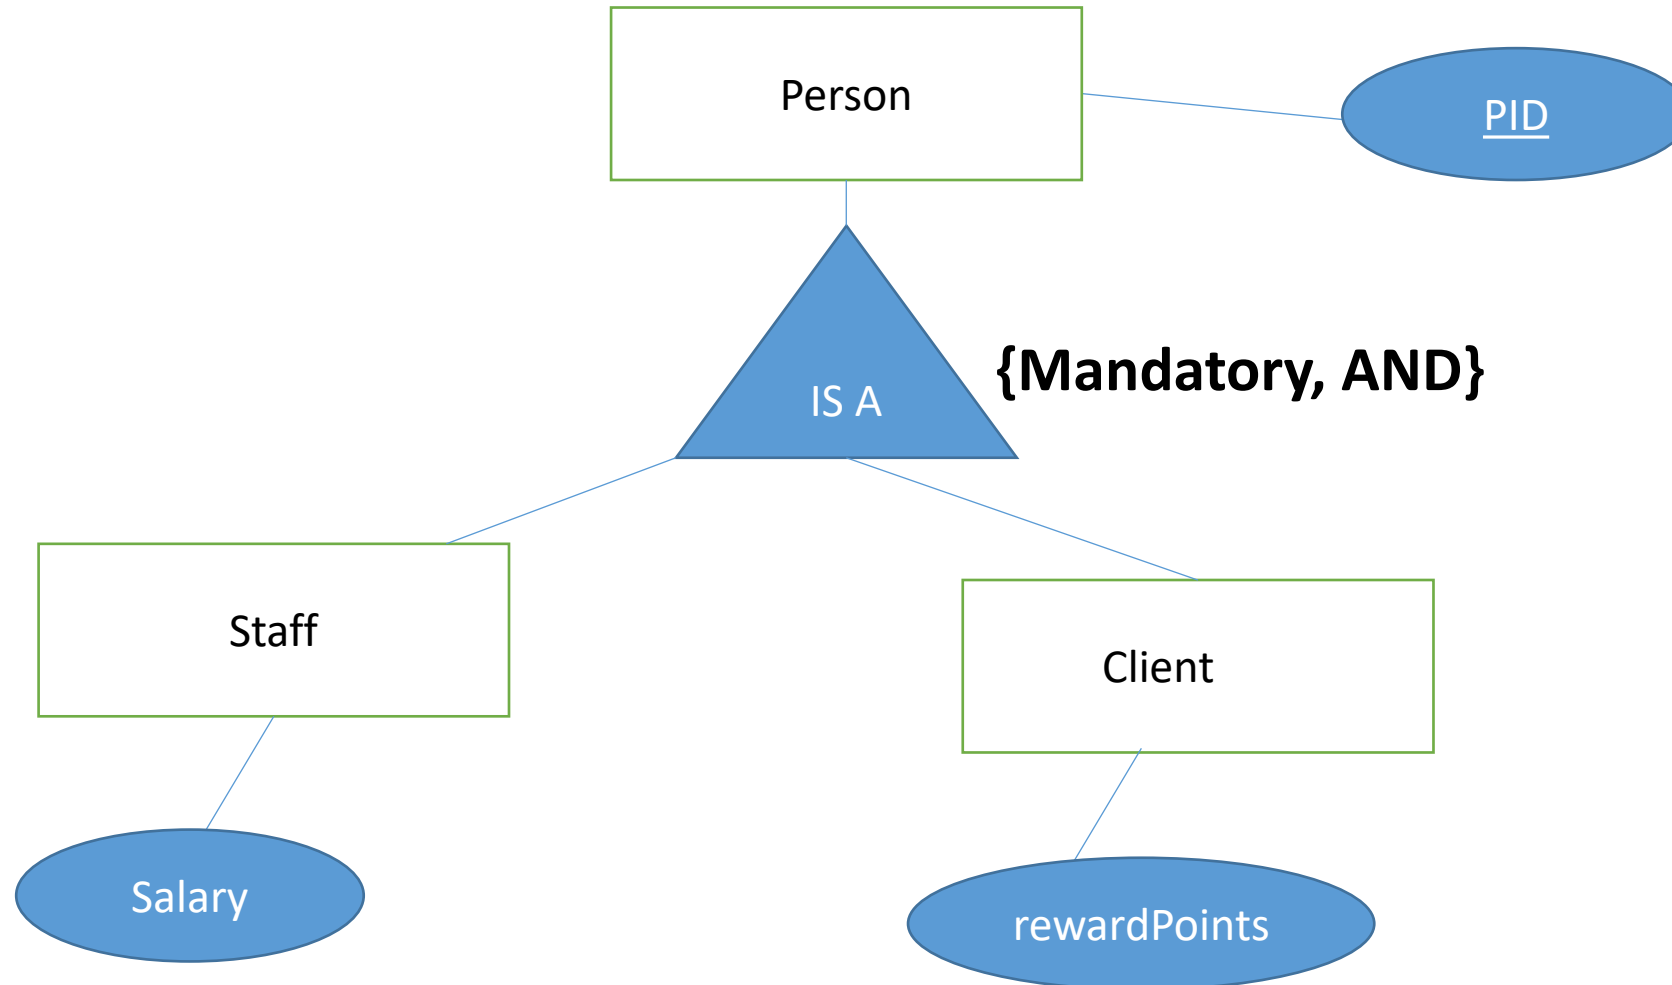 Person
PID
{Mandatory, AND}
IS A
Staff
Client
Salary
rewardPoints